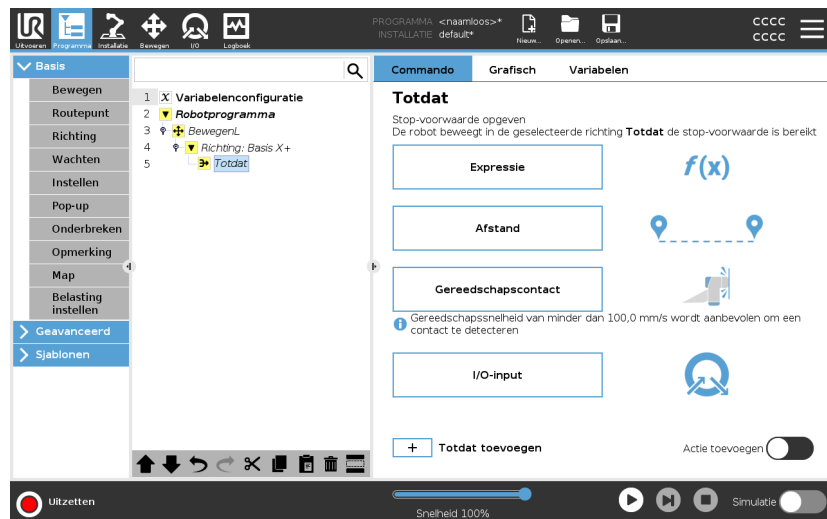 UR
PROGRAMMA <naamloos>*
INSTALLATIE default*
Uitvoeren Programma Installatie Bewegen I/O Logboek
Nieuw... Openen... Opslaan...
cccc
cccc
Basis
Bewegen
Routepunt
Richting
Wachten
Instellen
Pop-up
Onderbreken
Opmerking
Map
Belasting
instellen
Geavanceerd
Sjablonen
1 X Variabelenconfiguratie
2 Robotprogramma
3 BewegenL
4 Richting: Basis X+
5 Totdat
Commando Grafisch Variabelen
Totdat
Stop-voorwaarde opgeven
De robot beweegt in de geselecteerde richting Totdat de stop-voorwaarde is bereikt
Expressie
f(x)
Afstand
Gereedschapscontact
Gereedschapssnelheid van minder dan 100,0 mm/s wordt aanbevolen om een
contact te detecteren
I/O-input
+ Totdat toevoegen
Actie toevoegen
Uitzetten
Snelheid 100%
Simulatie